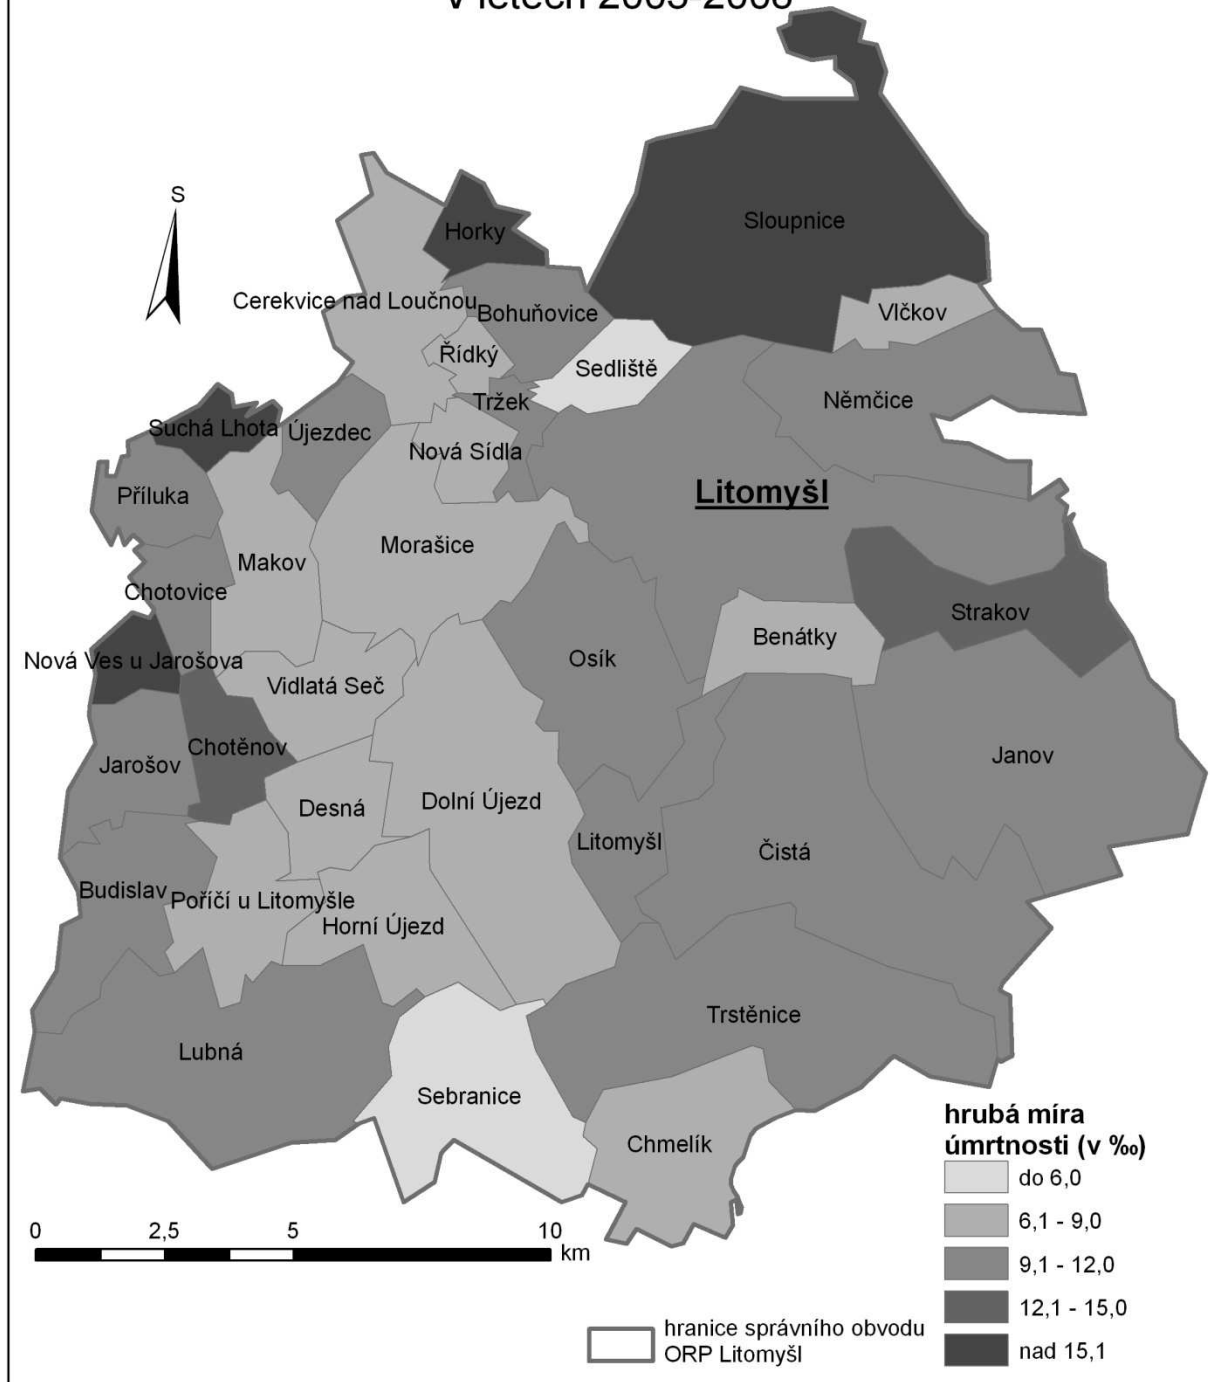 v letech 2003-2008
S
Sloupnice
Horky
Cerekvice nad Loučnou
Bohuňovice
Vlčkov
Řídký
Sedliště
Tržek
Němčice
Suchá Lhota
Újezdec
Nová Sídla
Příluka
Litomyšl
Morašice
Makov
Chotovice
Strakov
Benátky
Nová Ves u Jarošova
Osík
Vidlatá Seč
Chotěnov
Jarošov
Janov
Desná
Dolní Újezd
Litomyšl
Čistá
Budislav
Poříčí u Litomyšle
Horní Újezd
Trstěnice
Lubná
Sebranice
Chmelík
hrubá míra
úmrtnosti (v ‰)
do 6,0
6,1 - 9,0
9,1 - 12,0
12,1 - 15,0
nad 15,1
0 2,5 5 10
km
hranice správního obvodu
ORP Litomyšl